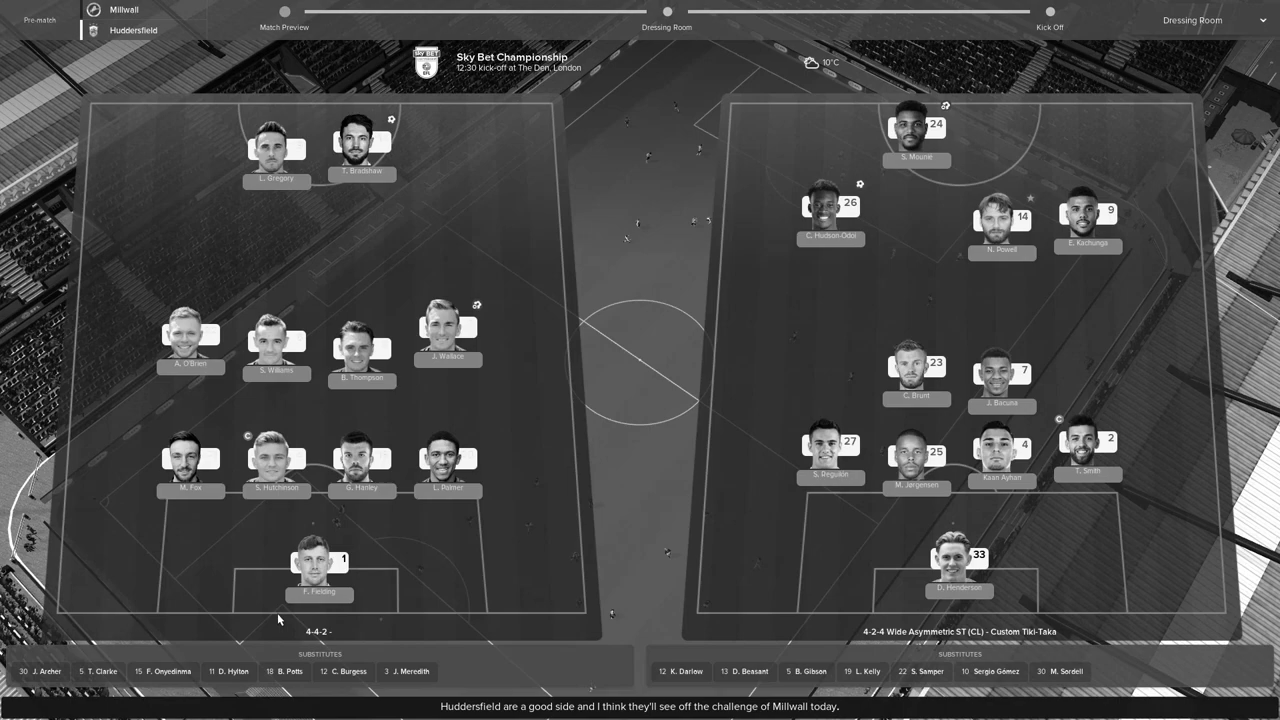 Pre-match
Millwall
Huddersfield
Match Preview
Dressing Room
Kick Off
Dressing Room
SKY BET
EFL
Sky Bet Championship
12:30 kick-off at The Den, London
10°C
L. Gregory
T. Bradshaw
A. O'Brien
S. Williams
B. Thompson
J. Wallace
C
M. Fox
S. Hutchinson
G. Hanley
L. Palmer
1
F. Fielding
4-4-2 -
24
S. Mounié
26
C. Hudson-Odoi
14
N. Powell
9
E. Kachunga
23
C. Brunt
7
J. Bacuna
27
S. Reguilón
25
M. Jørgensen
4
Kaan Ayhan
C
2
T. Smith
33
D. Henderson
4-2-4 Wide Asymmetric ST (CL) - Custom Tiki-Taka
SUBSTITUTES
30 J. Archer 5 T. Clarke 15 F. Onyedinma 11 D. Hylton 18 B. Potts 12 C. Burgess 3 J. Meredith
SUBSTITUTES
12 K. Darlow 13 D. Beasant 5 B. Gibson 19 L. Kelly 22 S. Samper 10 Sergio Gómez 30 M. Sordell
Huddersfield are a good side and I think they'll see off the challenge of Millwall today.